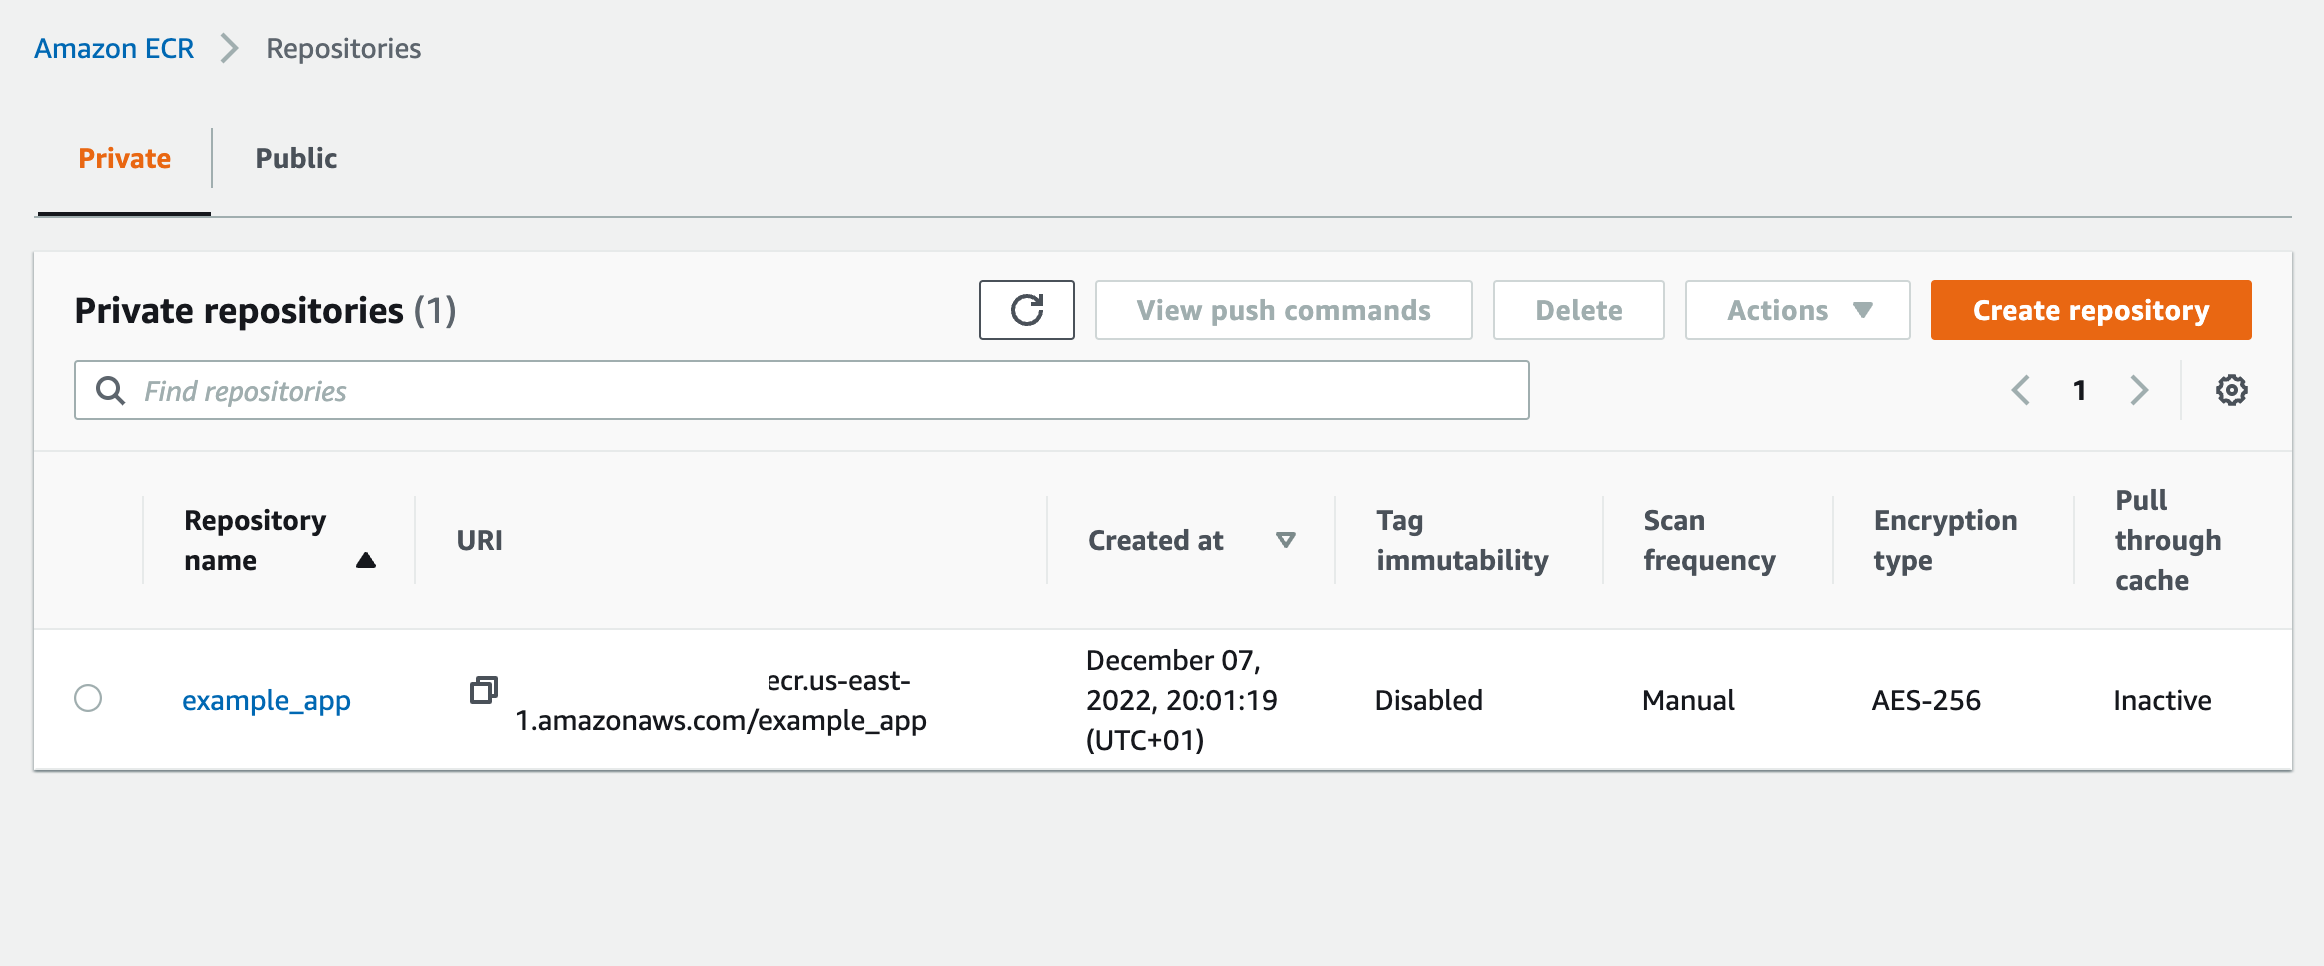 Amazon ECR
Repositories
Private
Public
Private repositories (1)
View push commands
Delete
Actions
Create repository
Find repositories
1
Repository
name
URI
Created at
Tag
immutability
Scan
frequency
Encryption
type
Pull
through
cache
example_app
ecr.us-east-
1.amazonaws.com/example_app
December 07,
2022, 20:01:19
(UTC+01)
Disabled
Manual
AES-256
Inactive